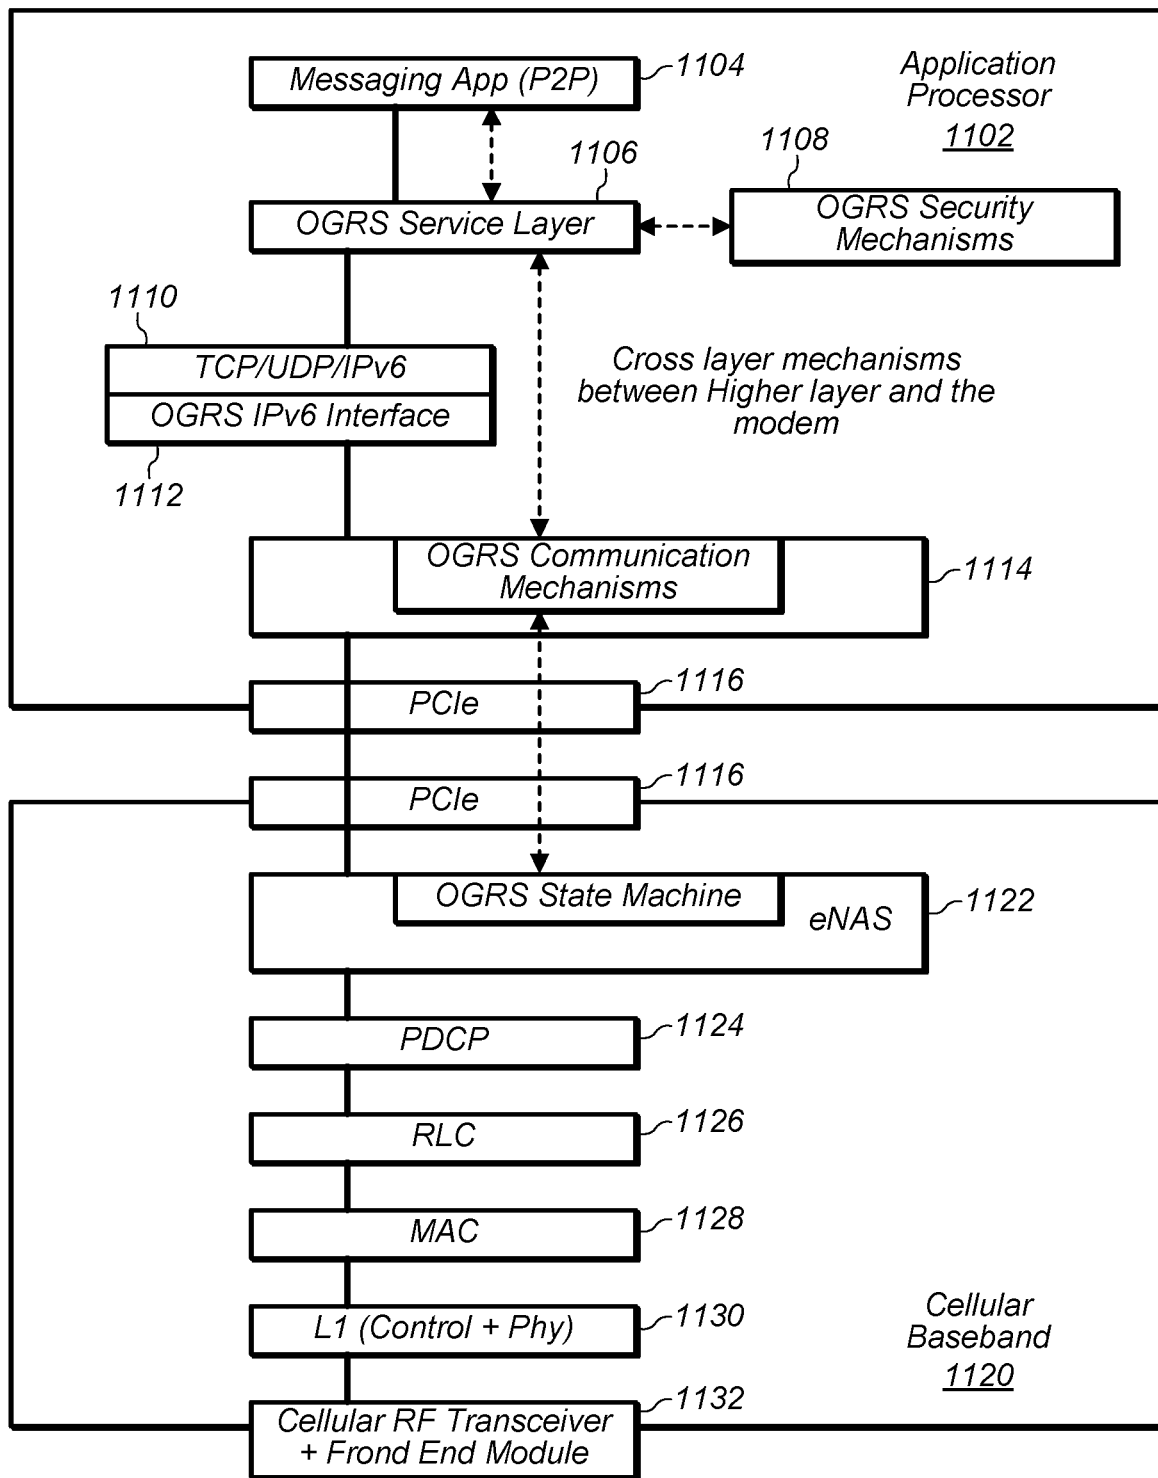 Messaging App (P2P)
1104
Application
Processor
1102
1106
1108
OGRS Service Layer
OGRS Security
Mechanisms
1110
TCP/UDP/IPv6
OGRS IPv6 Interface
1112
Cross layer mechanisms
between Higher layer and the
modem
OGRS Communication
Mechanisms
1114
PCIe
1116
PCIe
1116
OGRS State Machine
eNAS
1122
PDCP
1124
RLC
1126
MAC
1128
L1 (Control + Phy)
1130
Cellular
Baseband
1120
Cellular RF Transceiver
+ Frond End Module
1132